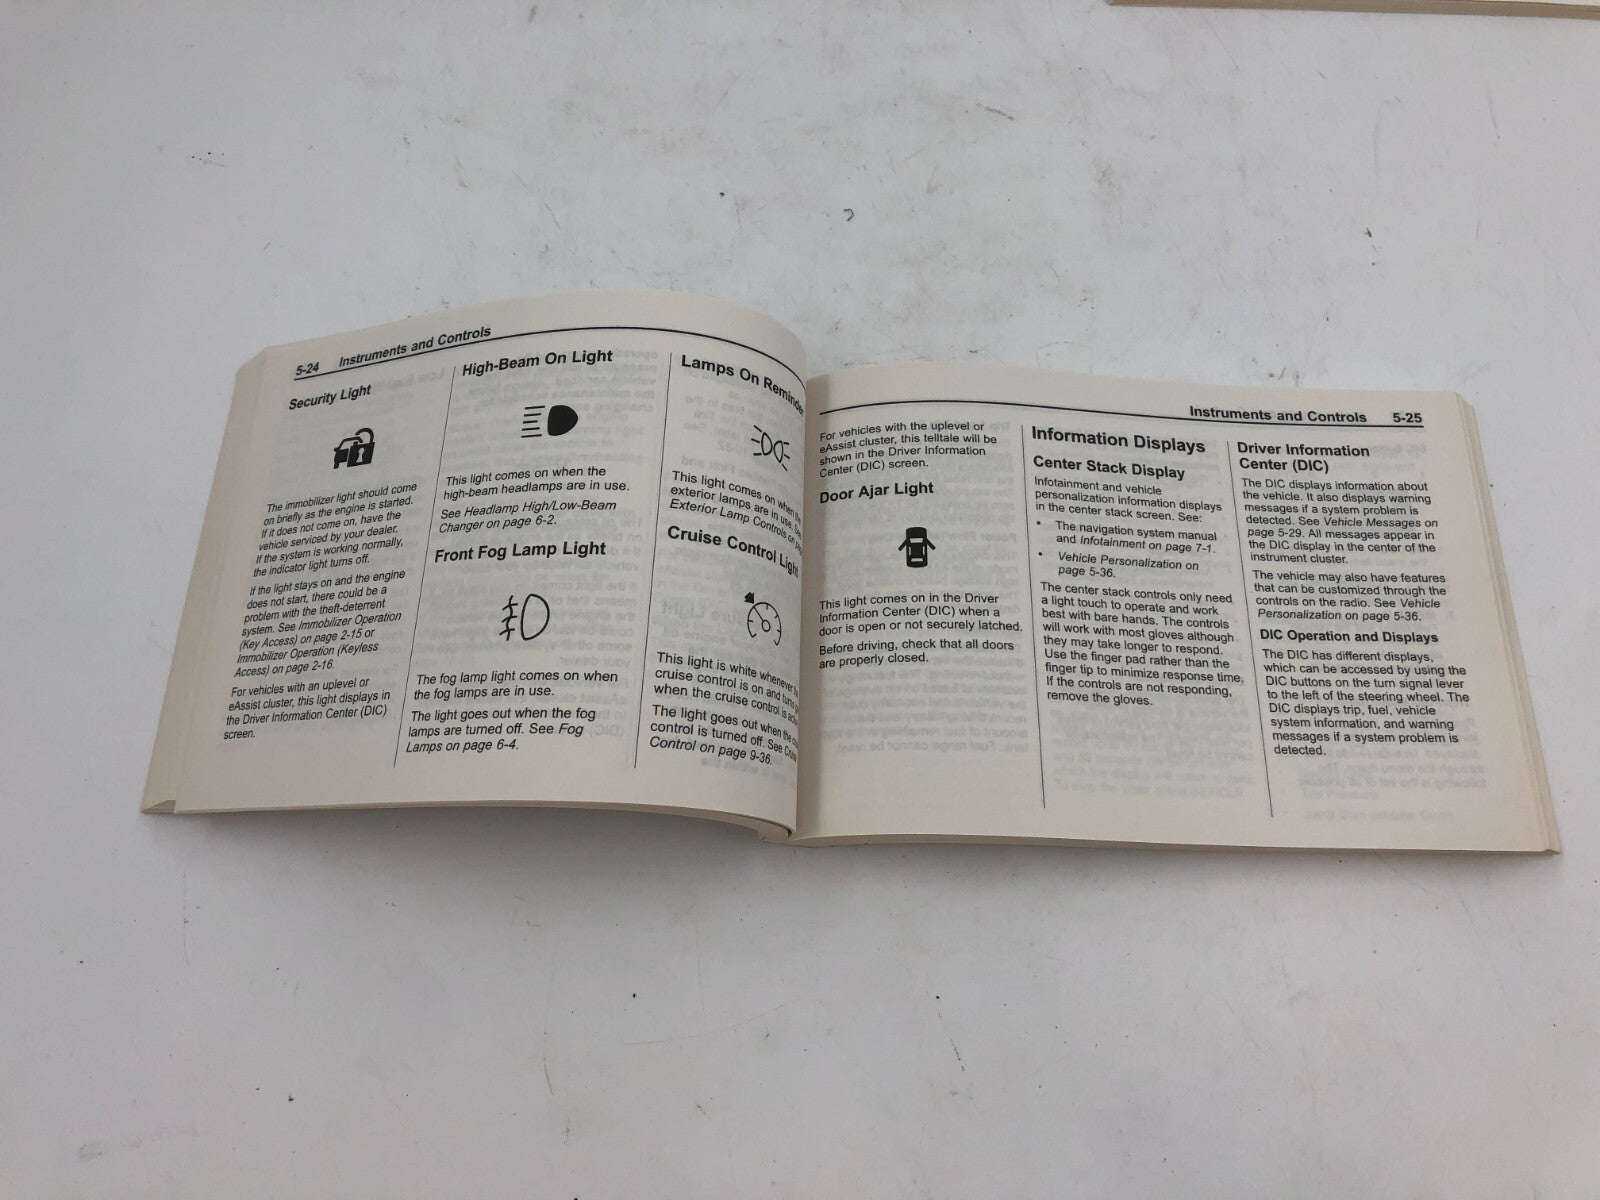 5-24 Instruments and Controls
Security Light
The immobilizer light should come
on briefly as the engine is started.
If it does not come on, have the
vehicle serviced by your dealer.
If the system is working normally,
the indicator light turns off.
If the light stays on and the engine
does not start, there could be a
problem with the theft-deterrent
system. See Immobilizer Operation
(Key Access) on page 2-15 or
Immobilizer Operation (Keyless
Access) on page 2-16.
For vehicles with an uplevel or
eAssist cluster, this light displays in
the Driver Information Center (DIC)
screen.
High-Beam On Light
This light comes on when the
high-beam headlamps are in use.
See Headlamp High/Low-Beam
Changer on page 6-2.
Front Fog Lamp Light
The fog lamp light comes on when
the fog lamps are in use.
The light goes out when the fog
lamps are turned off. See Fog
Lamps on page 6-4.
Lamps On Reminder
This light comes on when the
exterior lamps are in use. See
Exterior Lamp Controls on
Cruise Control Light
This light is white whenever the
cruise control is on and turns
when the cruise control is
The light goes out when the
control is turned off. See Cruise
Control on page 9-36.
Instruments and Controls 5-25
For vehicles with the uplevel or
eAssist cluster, this telltale will be
shown in the Driver Information
Center (DIC) screen.
Door Ajar Light
This light comes on in the Driver
Information Center (DIC) when a
door is open or not securely latched.
Before driving, check that all doors
are properly closed.
Information Displays
Center Stack Display
Infotainment and vehicle
personalization information displays
in the center stack screen. See:
• The navigation system manual
and Infotainment on page 7-1.
• Vehicle Personalization on
page 5-36.
The center stack controls only need
a light touch to operate and work
best with bare hands. The controls
will work with most gloves although
they may take longer to respond.
Use the finger pad rather than the
finger tip to minimize response time.
If the controls are not responding,
remove the gloves.
Driver Information
Center (DIC)
The DIC displays information about
the vehicle. It also displays warning
messages if a system problem is
detected. See Vehicle Messages on
page 5-29. All messages appear in
the DIC display in the center of the
instrument cluster.
The vehicle may also have features
that can be customized through the
controls on the radio. See Vehicle
Personalization on page 5-36.
DIC Operation and Displays
The DIC has different displays,
which can be accessed by using the
DIC buttons on the turn signal lever
to the left of the steering wheel. The
DIC displays trip, fuel, vehicle
system information, and warning
messages if a system problem is
detected.